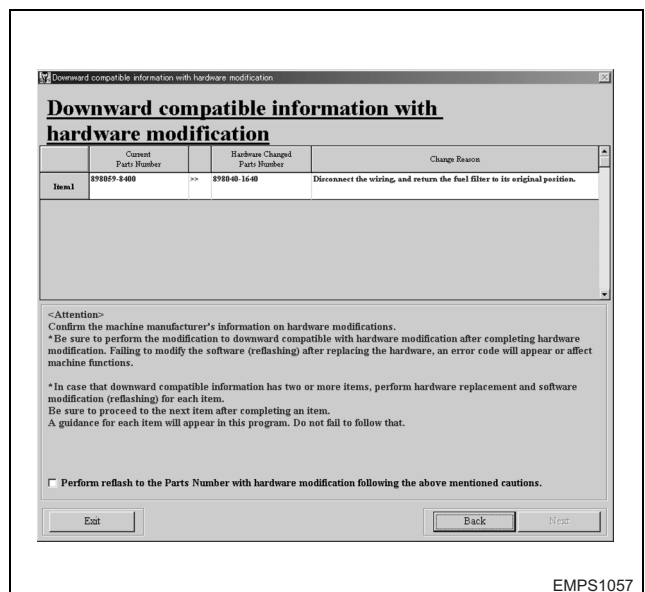 Downward compatible information with hardware modification
Downward compatible information with
hardware modification
Current
Parts Number
Hardware Changed
Parts Number
Change Reason
Item1
898059-8400
>>
898040-1640
Disconnect the wiring, and return the fuel filter to its original position.
<Attention>
Confirm the machine manufacturer's information on hardware modifications.
*Be sure to perform the modification to downward compatible with hardware modification after completing hardware
modification. Failing to modify the software (reflashing) after replacing the hardware, an error code will appear or affect
machine functions.
*In case that downward compatible information has two or more items, perform hardware replacement and software
modification (reflashing) for each item.
Be sure to proceed to the next item after completing an item.
A guidance for each item will appear in this program. Do not fail to follow that.
Perform reflash to the Parts Number with hardware modification following the above mentioned cautions.
Exit
Back
Next
EMPS1057